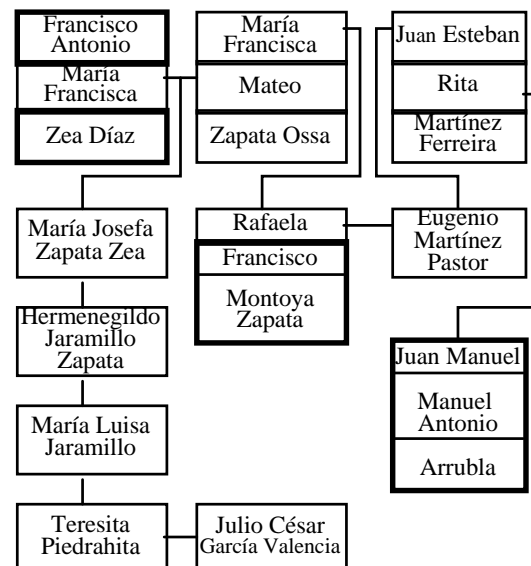 Francisco
Antonio
María
Francisca
Zea Díaz
María
Francisca
Mateo
Zapata Ossa
Juan Esteban
Rita
Martínez
Ferreira
María Josefa
Zapata Zea
Rafaela
Francisco
Montoya
Zapata
Eugenio
Martínez
Pastor
Hermenegildo
Jaramillo
Zapata
Juan Manuel
Manuel
Antonio
Arrubla
María Luisa
Jaramillo
Teresita
Piedrahita
Julio César
García Valencia